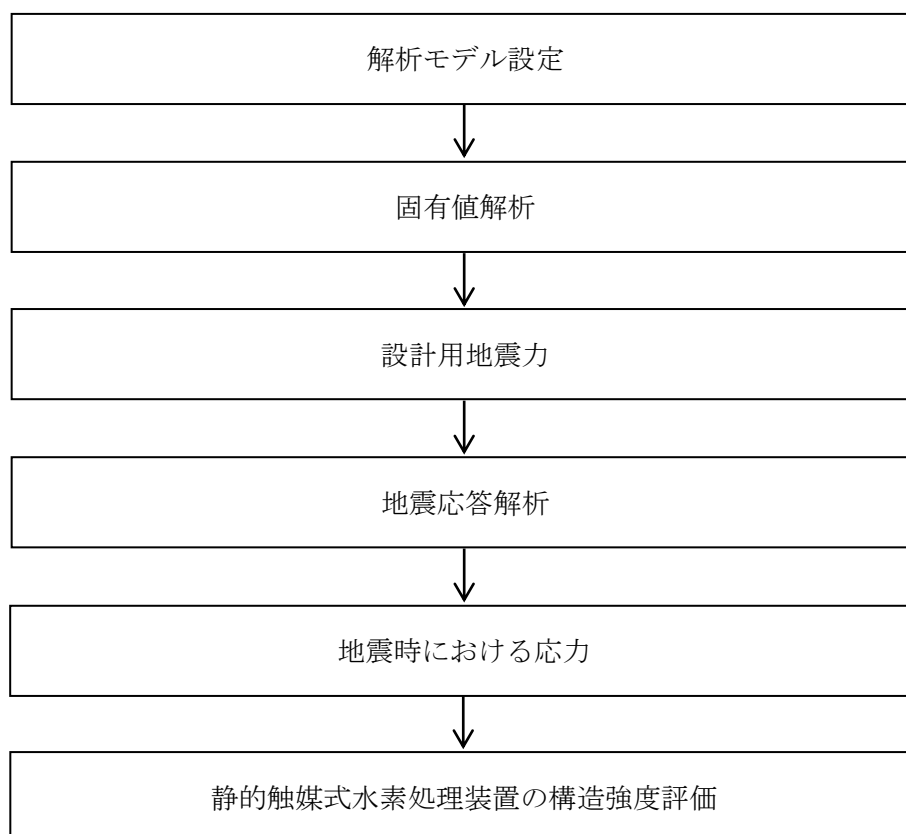 解析モデル設定
固有値解析
設計用地震力
地震応答解析
地震時における応力
静的触媒式水素処理装置の構造強度評価